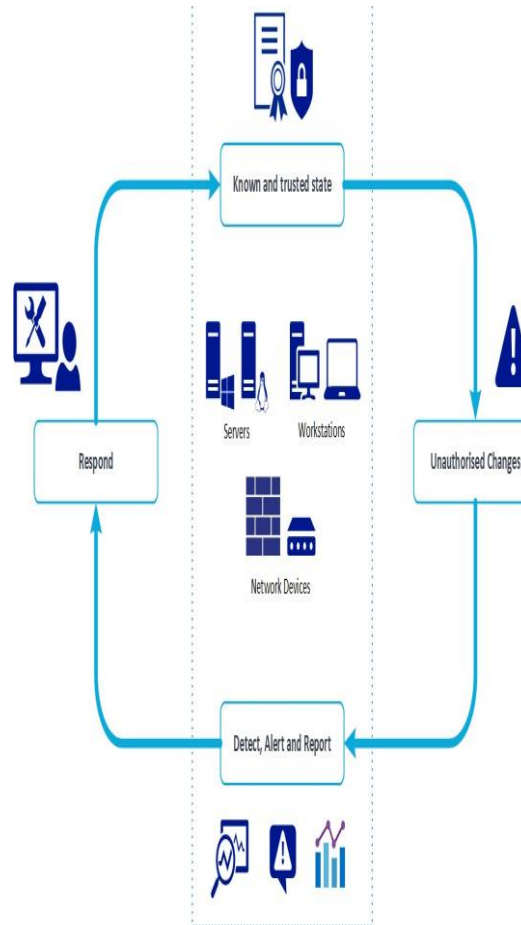 Known and trusted state
Servers
Workstations
Respond
Unauthorised Changes
Network Devices
Detect, Alert and Report